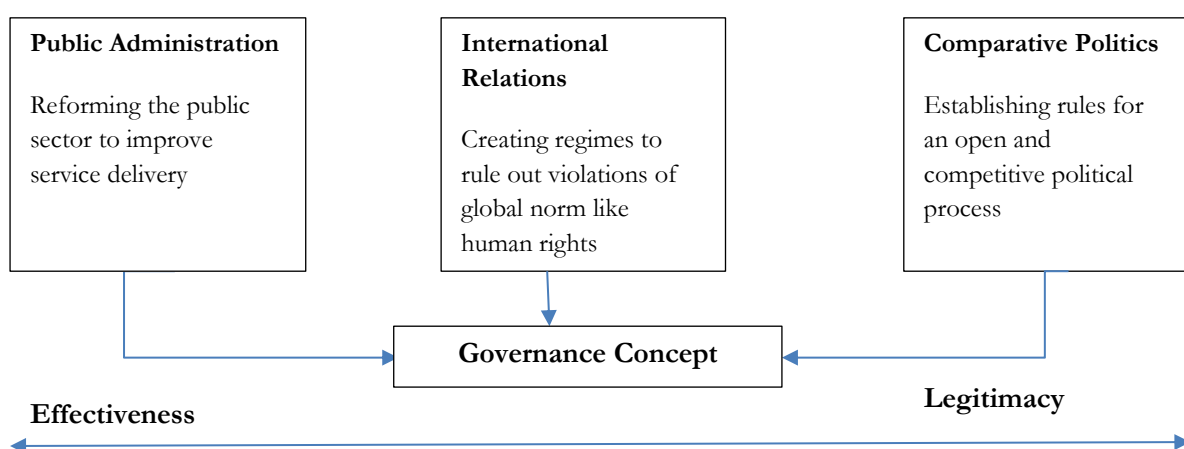 Public Administration
Reforming the public
sector to improve
service delivery
International
Relations
Creating regimes to
rule out violations of
global norm like
human rights
Comparative Politics
Establishing rules for
an open and
competitive political
process
Governance Concept
Effectiveness
Legitimacy